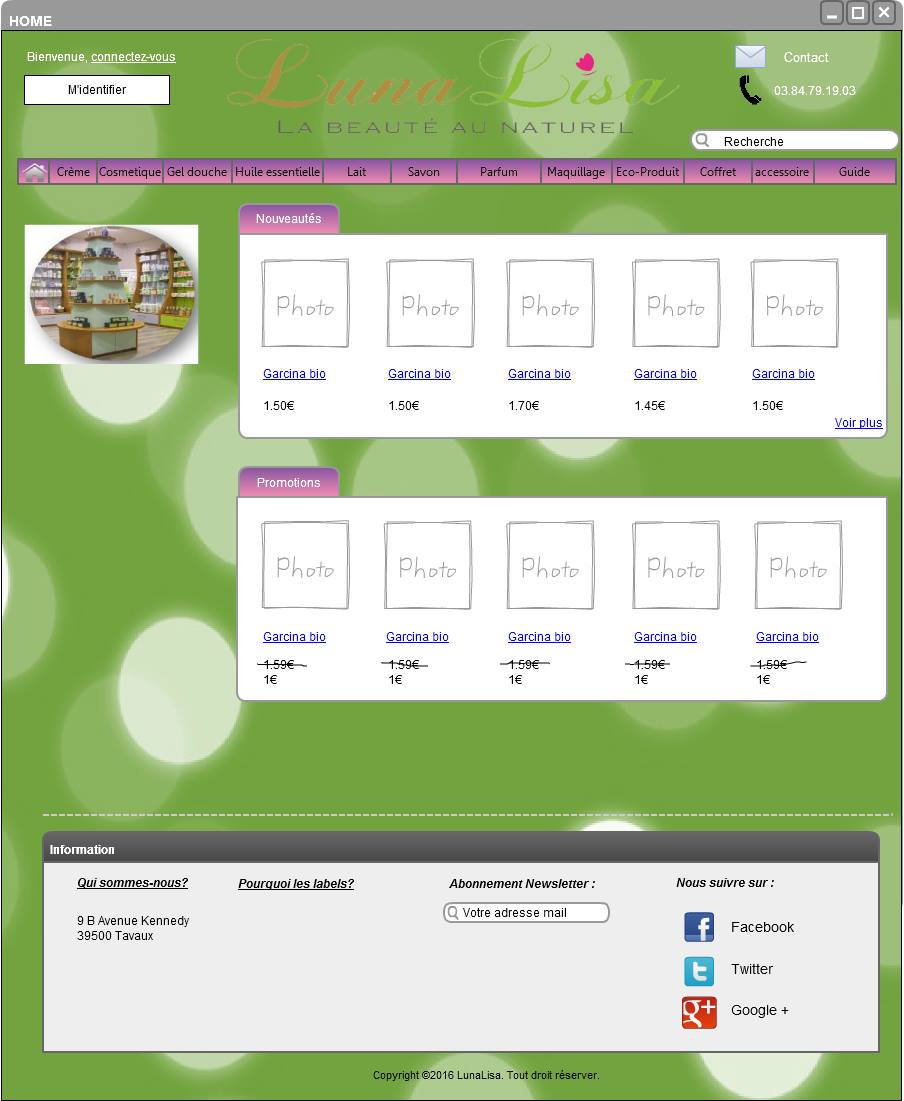 HOME
Bienvenue, connectez-vous
M'identifier
Luna Lisa
LA BEAUTÉ AU NATUREL
Contact
03.84.79.19.03
Recherche
Crème Cosmetique Gel douche Huile essentielle Lait Savon Parfum Maquillage Eco-Produit Coffret accessoire Guide
Nouveautés
Photo Photo Photo Photo Photo
Garcina bio Garcina bio Garcina bio Garcina bio Garcina bio
1.50€ 1.50€ 1.70€ 1.45€ 1.50€
Voir plus
Promotions
Photo Photo Photo Photo Photo
Garcina bio Garcina bio Garcina bio Garcina bio Garcina bio
1.59€ 1.59€ 1.59€ 1.59€ 1.59€
1€ 1€ 1€ 1€ 1€
Information
Qui sommes-nous?
9 B Avenue Kennedy
39500 Tavaux
Pourquoi les labels?
Abonnement Newsletter :
Votre adresse mail
Nous suivre sur :
Facebook
Twitter
Google +
Copyright ©2016 LunaLisa. Tout droit réserver.